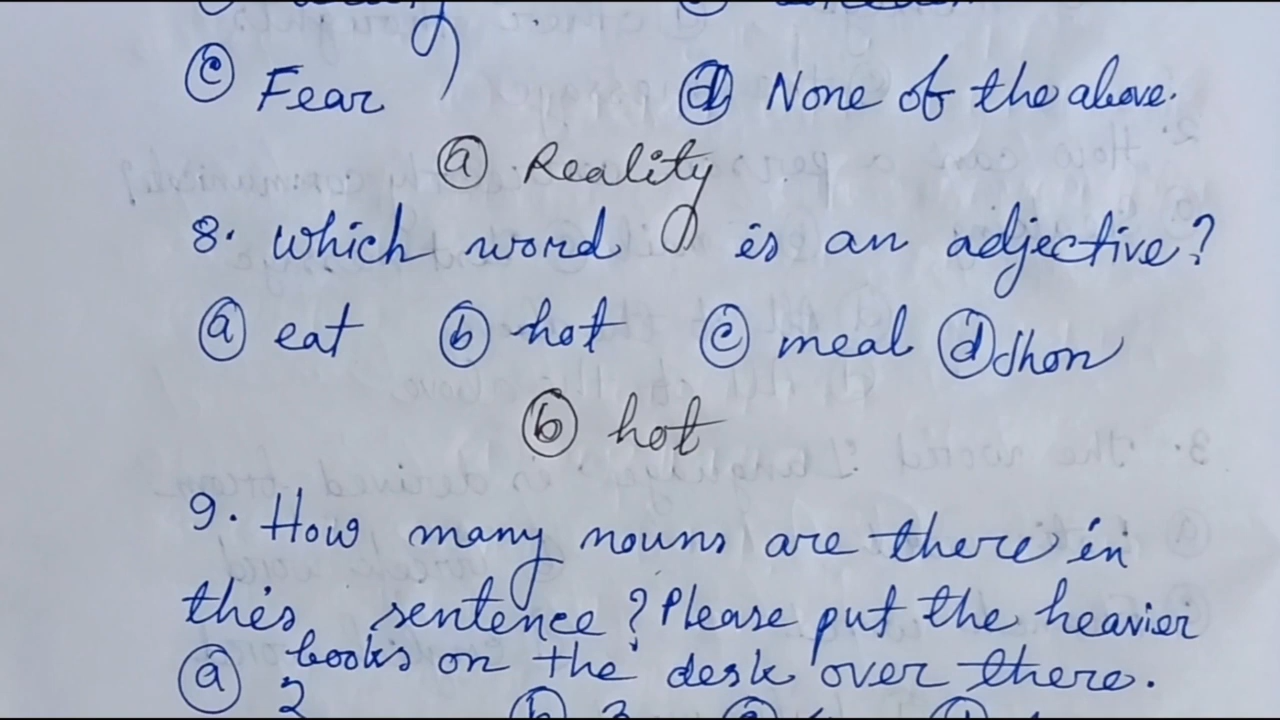 ⓒ Fear ⓓ None of the above.
ⓐ Reality
8. which word is an adjective?
ⓐ eat ⓑ hot ⓒ meal ⓓ shon
ⓑ hot
9. How many nouns are there in
this sentence? Please put the heavier
books on the desk over there.
ⓐ 2 ⓑ 3 ⓒ ⓓ